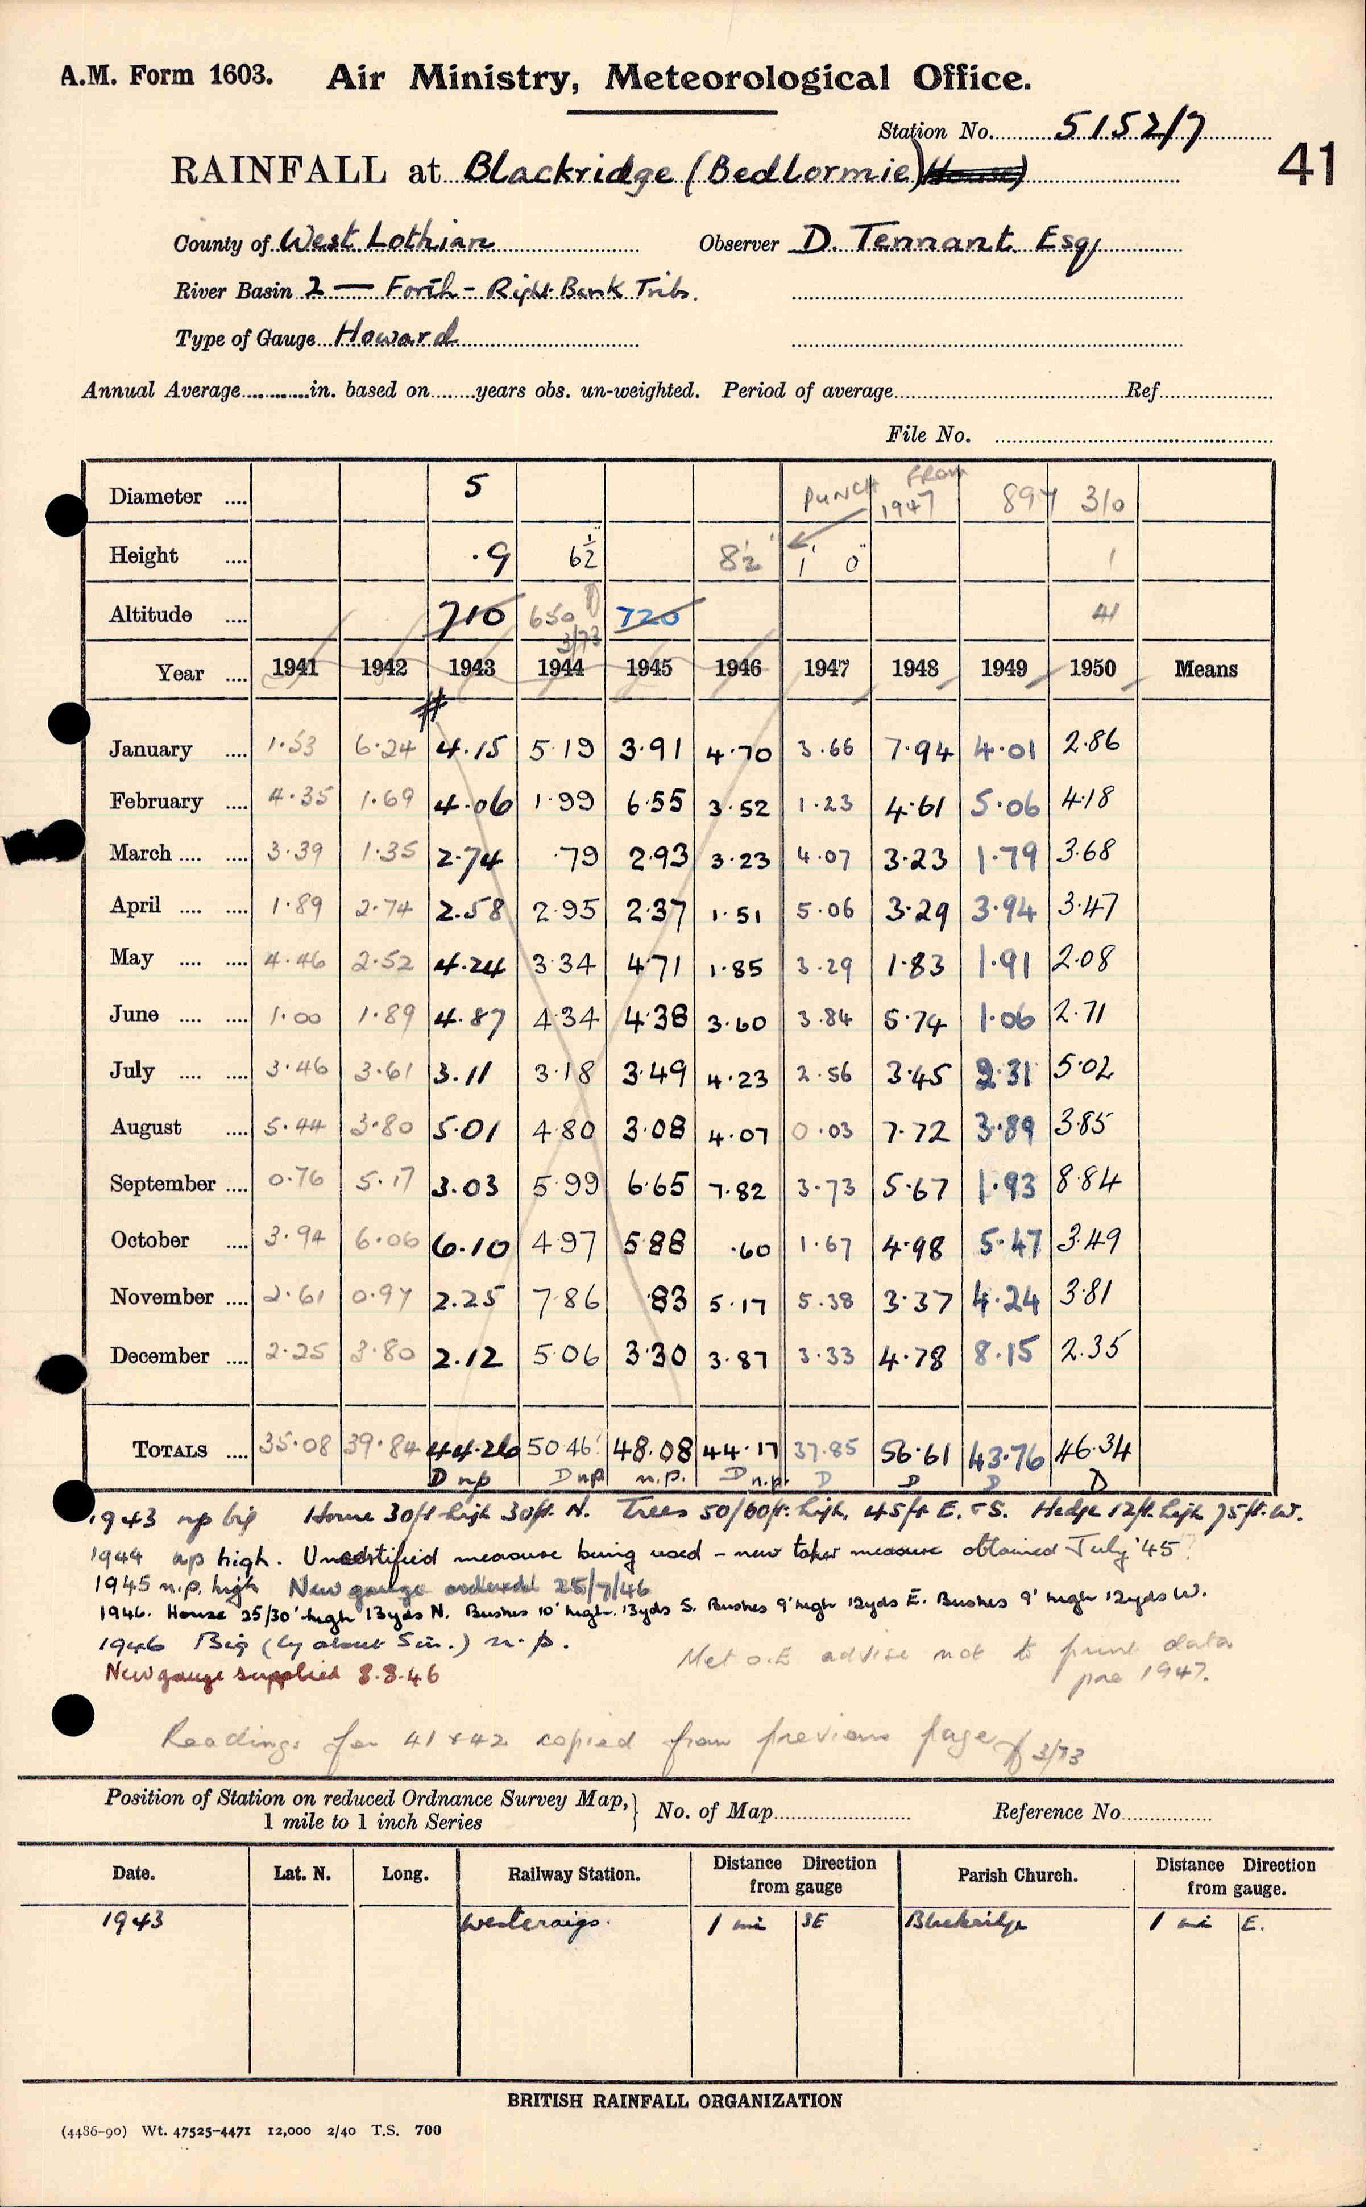 A.M. Form 1603. Air Ministry, Meteorological Office.
Station No. 5152/7
RAINFALL at Blackridge (Bedlormie) House)
41
County of West Lothian Observer D. Tennant Esq
River Basin 2 — Forth - Right Bank Tribs.
Type of Gauge Howard
Annual Average............in. based on.......years obs. un-weighted. Period of average Ref
File No.
Diameter .... 5 PUNCH FROM 1947 897 310
Height .... .9 6½" 8½" 1' 0" 1
Altitude .... 710 650 3/73 720 41
Year .... 1941 1942 1943 1944 1945 1946 1947 1948 1949 1950 Means
#
January .... 1.53 6.24 4.15 5.19 3.91 4.70 3.66 7.94 4.01 2.86
February .... 4.35 1.69 4.06 1.99 6.55 3.52 1.23 4.61 5.06 4.18
March .... .... 3.39 1.35 2.74 .79 2.93 3.23 4.07 3.23 1.79 3.68
April .... .... 1.89 2.74 2.58 2.95 2.37 1.51 5.06 3.29 3.94 3.47
May .... .... 4.46 2.52 4.24 3.34 4.71 1.85 3.29 1.83 1.91 2.08
June .... .... 1.00 1.89 4.87 4.34 4.38 3.60 3.84 5.74 1.06 2.71
July .... .... 3.46 3.61 3.11 3.18 3.49 4.23 2.56 3.45 2.31 5.02
August .... 5.44 3.80 5.01 4.80 3.08 4.07 0.03 7.72 3.89 3.85
September .... 0.76 5.17 3.03 5.99 6.65 7.82 3.73 5.67 1.93 8.84
October .... 3.94 6.06 6.10 4.97 5.88 .60 1.67 4.98 5.47 3.49
November .... 2.61 0.97 2.25 7.86 .83 5.17 5.38 3.37 4.24 3.81
December .... 2.25 3.80 2.12 5.06 3.30 3.87 3.33 4.78 8.15 2.35
TOTALS .... 35.08 39.84 44.26 50.46 48.08 44.17 37.85 56.61 43.76 46.34
D np D np n.p. D n.p. D D D D
1943 np big House 30ft high 30ft. N. Trees 50/60ft. high, 45ft E. & S. Hedge 12ft. high 75ft. W.
1944 np high. Uncertified measure being used - new taper measure obtained July '45
1945 n.p. high New gauge ordered 25/7/46
1946. House 25/30' high 13yds N. Bushes 10' high. 13yds S. Bushes 9' high 12yds E. Bushes 9' high 12yds W.
1946 Big (by about 5 in.) n.p.
Met O.E advise not to print data
pre 1947.
New gauge supplied 8.8.46
Readings for 41 & 42 copied from previous page 3/73
Position of Station on reduced Ordnance Survey Map, 1 mile to 1 inch Series } No. of Map Reference No.
Date. Lat. N. Long. Railway Station. Distance Direction from gauge Parish Church. Distance Direction from gauge.
1943 Westcraigs. 1 mi SE Blackridge 1 mi E.
BRITISH RAINFALL ORGANIZATION
(4486-90) Wt. 47525-4471 12,000 2/40 T.S. 700